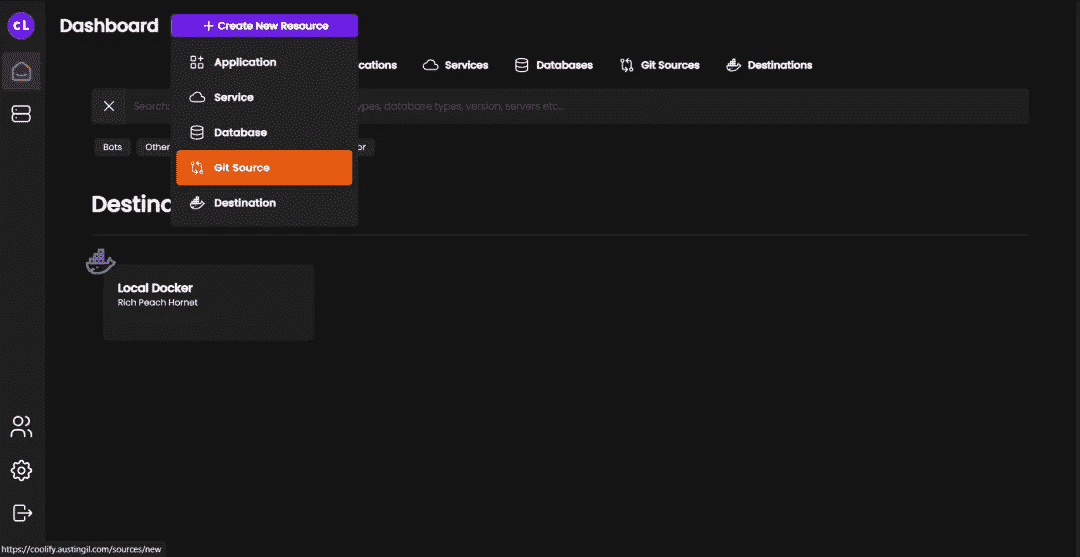 CL
Dashboard
+ Create New Resource
Application
Service
Database
Git Source
Destination
cations
Services
Databases
Git Sources
Destinations
Search: ypes, database types, version, servers etc...
Bots
Other
or
Destinc
Local Docker
Rich Peach Hornet
https://coolify.austingil.com/sources/new